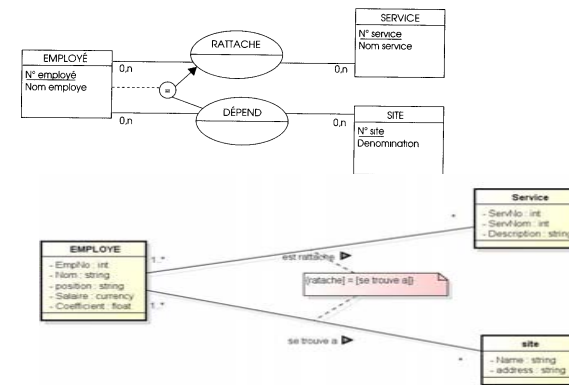 SERVICE
N° service
Nom service
RATTACHE
EMPLOYÉ
N° employé
Nom employe
0,n
0,n
=
0,n
DÉPEND
0,n
SITE
N° site
Denomination
Service
- ServNo : int
- ServNom : int
- Description : string
EMPLOYE
- EmpNo : int
- Nom : string
- position : string
- Salaire : currency
- Coefficient : float
1..*
1..*
*
est rattache
{[ratache] = [se trouve a]}
se trouve a
*
site
- Name : string
- address : string